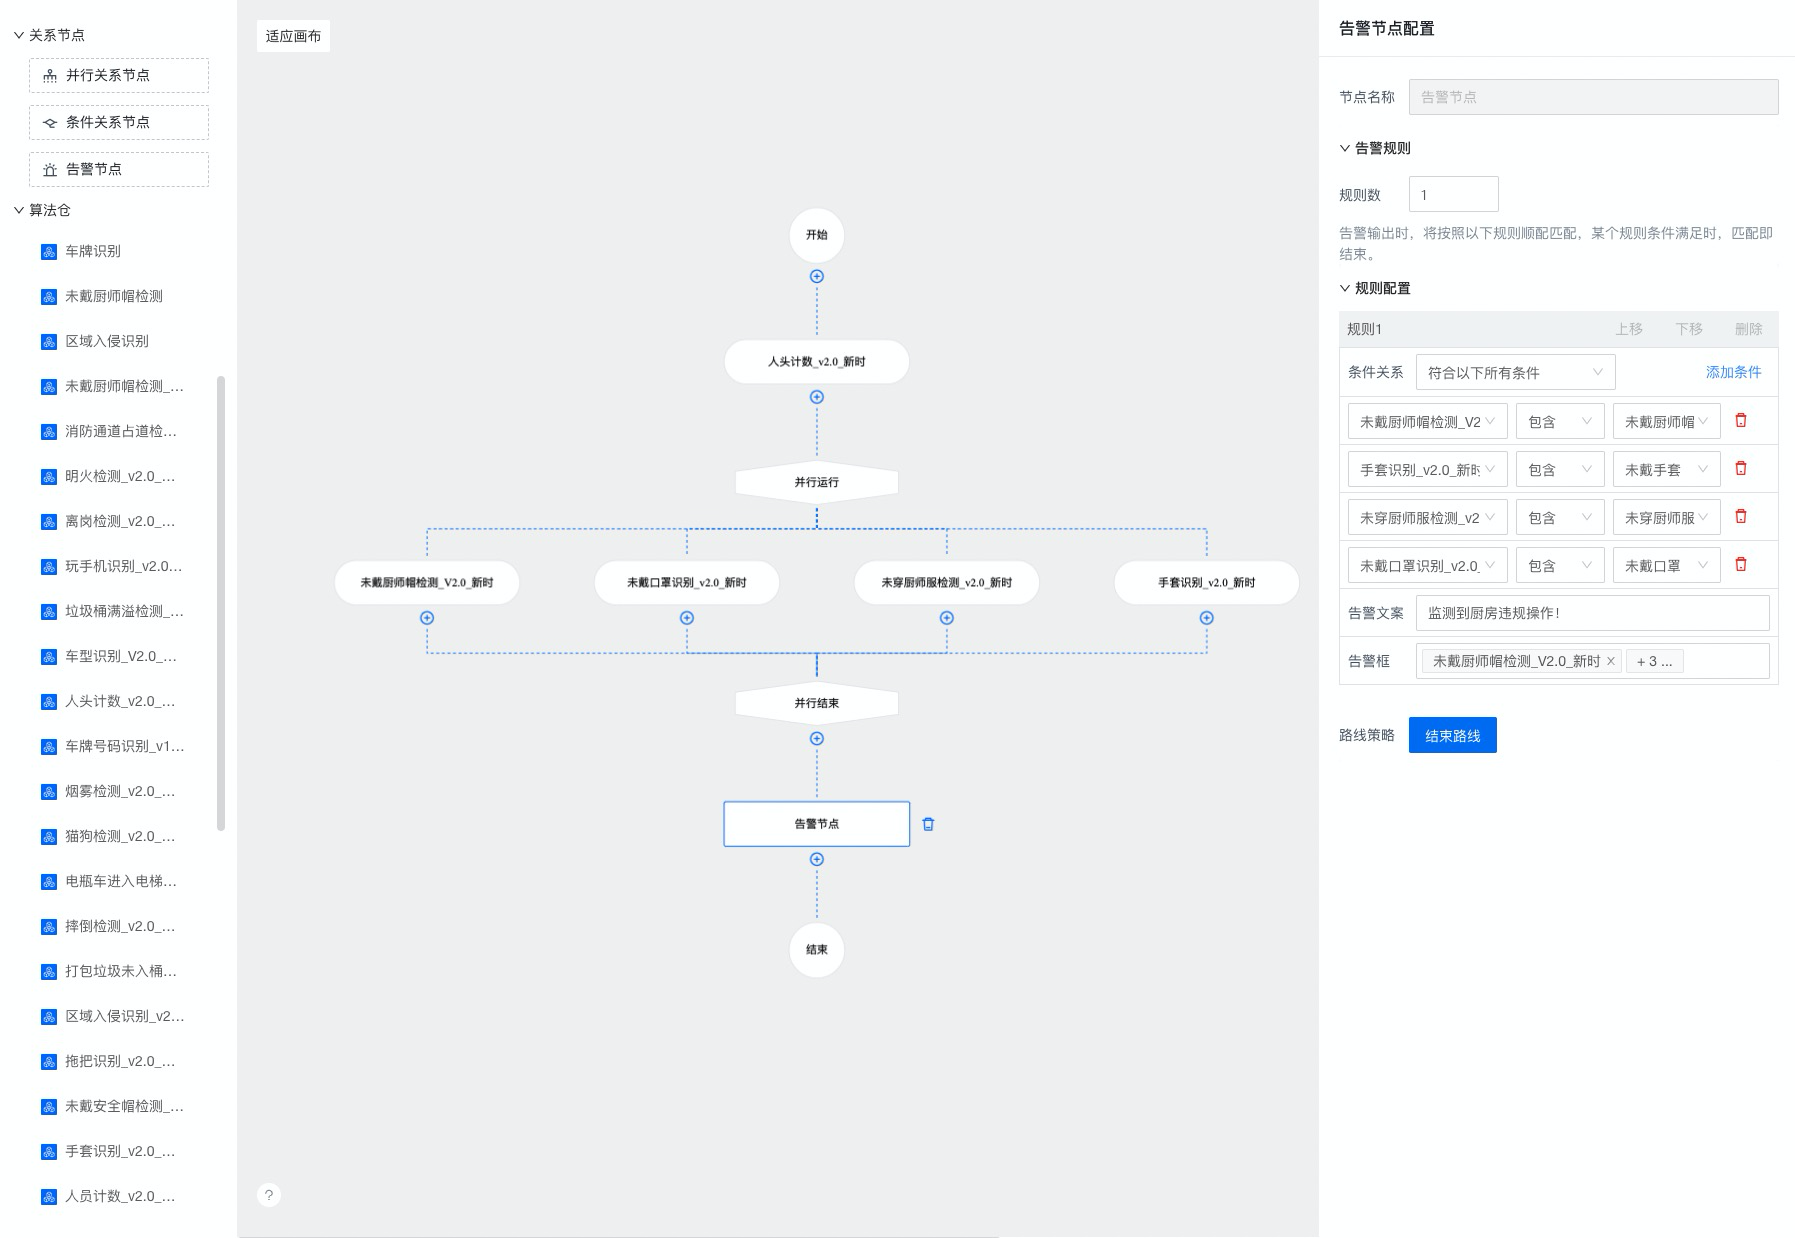 关系节点
并行关系节点
条件关系节点
告警节点
算法仓
车牌识别
未戴厨师帽检测
区域入侵识别
未戴厨师帽检测_...
消防通道占道检...
明火检测_v2.0_...
离岗检测_v2.0_...
玩手机识别_v2.0...
垃圾桶满溢检测_...
车型识别_V2.0_...
人头计数_v2.0_...
车牌号码识别_v1...
烟雾检测_v2.0_...
猫狗检测_v2.0_...
电瓶车进入电梯...
摔倒检测_v2.0_...
打包垃圾未入桶...
区域入侵识别_v2...
拖把识别_v2.0_...
未戴安全帽检测_...
手套识别_v2.0_...
人员计数_v2.0_...
适应画布
开始
人头计数_v2.0_新时
并行运行
未戴厨师帽检测_V2.0_新时 未戴口罩识别_v2.0_新时 未穿厨师服检测_v2.0_新时 手套识别_v2.0_新时
并行结束
告警节点
结束
?
告警节点配置
节点名称 告警节点
告警规则
规则数 1
告警输出时，将按照以下规则顺配匹配，某个规则条件满足时，匹配即
结束。
规则配置
规则1 上移 下移 删除
条件关系 符合以下所有条件 添加条件
未戴厨师帽检测_V2 包含 未戴厨师帽
手套识别_v2.0_新时 包含 未戴手套
未穿厨师服检测_v2 包含 未穿厨师服
未戴口罩识别_v2.0_ 包含 未戴口罩
告警文案 监测到厨房违规操作！
告警框 未戴厨师帽检测_V2.0_新时 + 3 ...
路线策略 结束路线